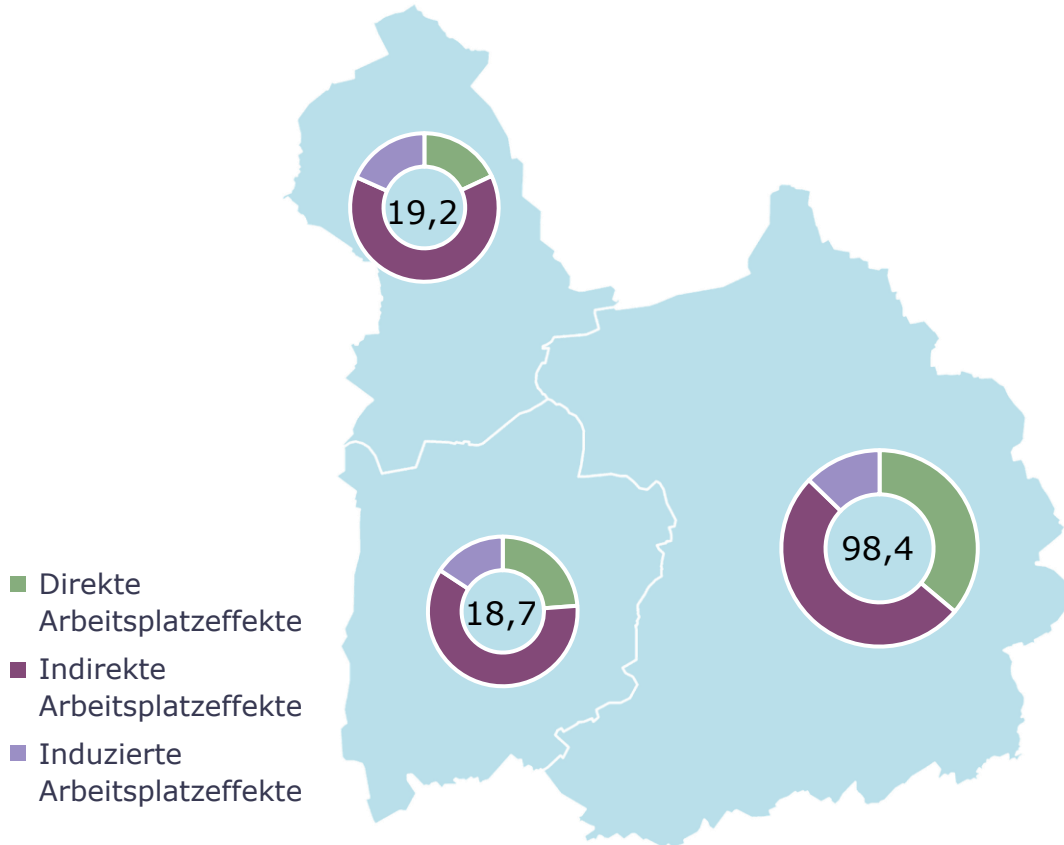 19,2
98,4
18,7
Direkte
Arbeitsplatzeffekte
Indirekte
Arbeitsplatzeffekte
Induzierte
Arbeitsplatzeffekte